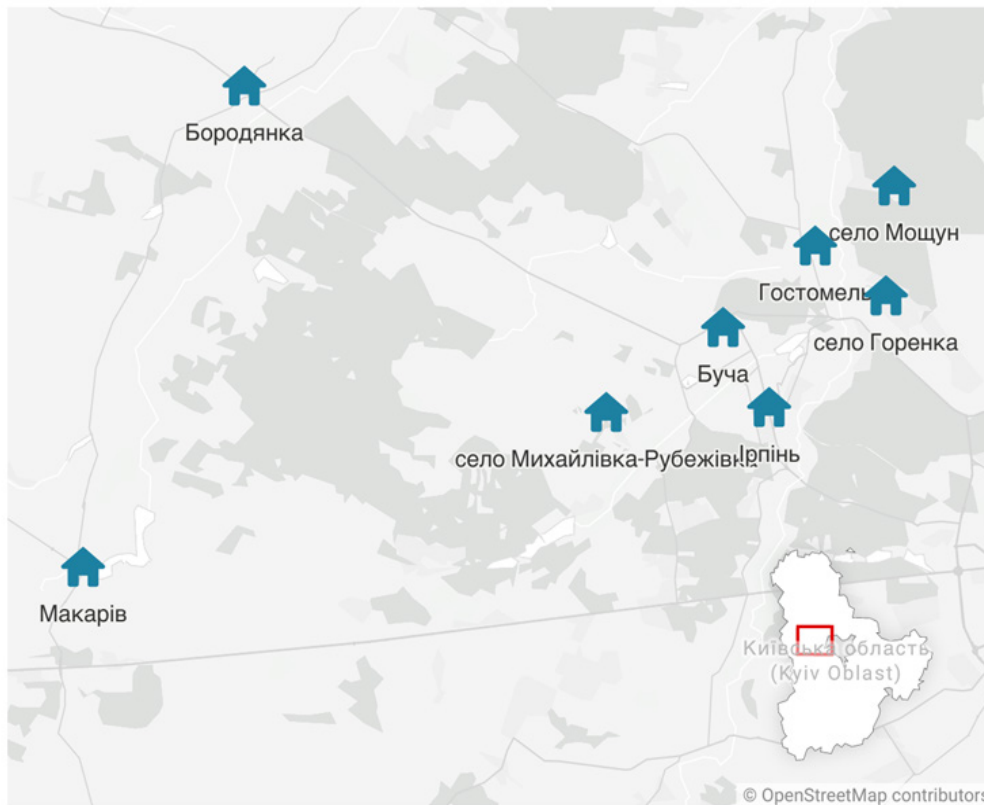 Бородянка
село Мощун
Гостомель
село Горенка
Буча
село Михайлівка-Рубежівка
Ірпінь
Макарів
Київська область
(Kyiv Oblast)
© OpenStreetMap contributors